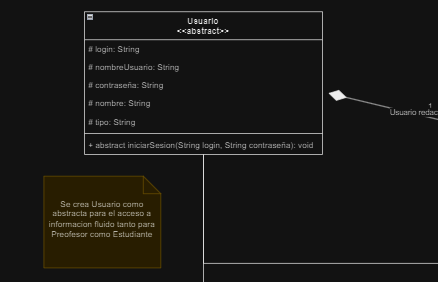 Usuario
<<abstract>>
# login: String
# nombreUsuario: String
# contraseña: String
# nombre: String
# tipo: String
+ abstract iniciarSesion(String login, String contraseña): void
1
Usuario redac
Se crea Usuario como
abstracta para el acceso a
informacion fluido tanto para
Preofesor como Estudiante